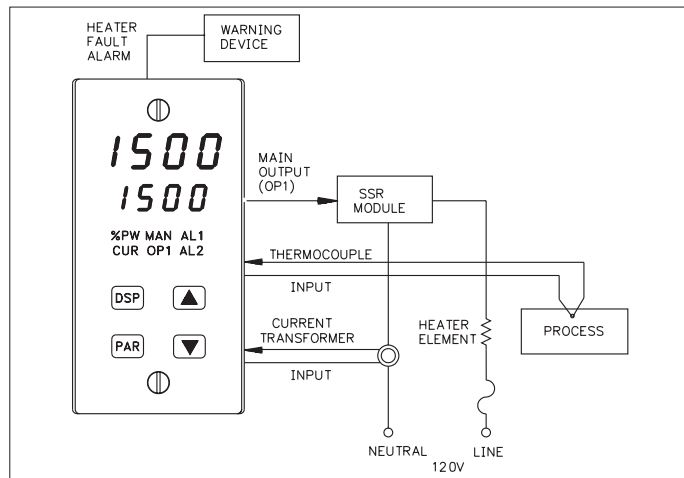 HEATER
FAULT
ALARM
WARNING
DEVICE
1500
1500
%PW MAN AL1
CUR OP1 AL2
DSP
PAR
MAIN
OUTPUT
(OP1)
SSR
MODULE
THERMOCOUPLE
INPUT
CURRENT
TRANSFORMER
INPUT
HEATER
ELEMENT
PROCESS
NEUTRAL
LINE
120V